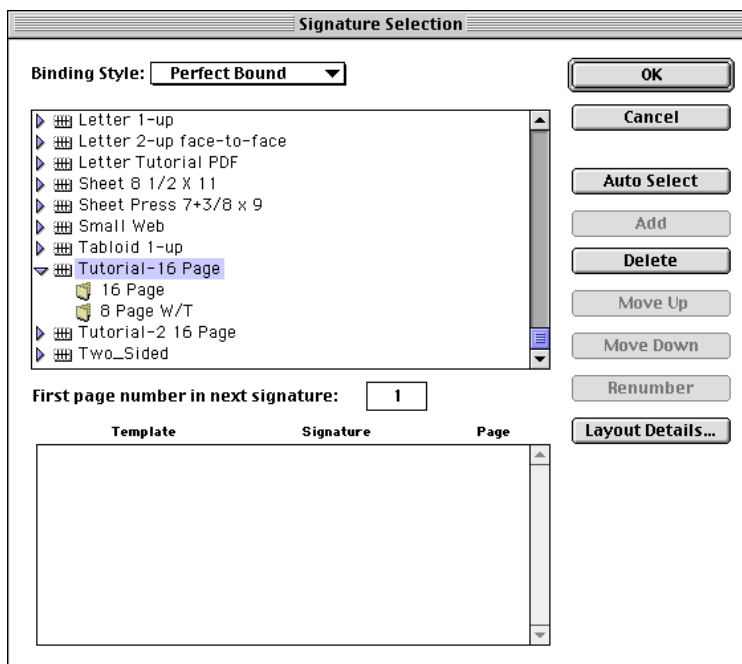 Signature Selection
Binding Style: Perfect Bound
OK
Cancel
Auto Select
Add
Delete
Move Up
Move Down
Renumber
Layout Details...
Letter 1-up
Letter 2-up face-to-face
Letter Tutorial PDF
Sheet 8 1/2 X 11
Sheet Press 7+3/8 x 9
Small Web
Tabloid 1-up
Tutorial-16 Page
16 Page
8 Page W/T
Tutorial-2 16 Page
Two_Sided
First page number in next signature: 1
Template Signature Page